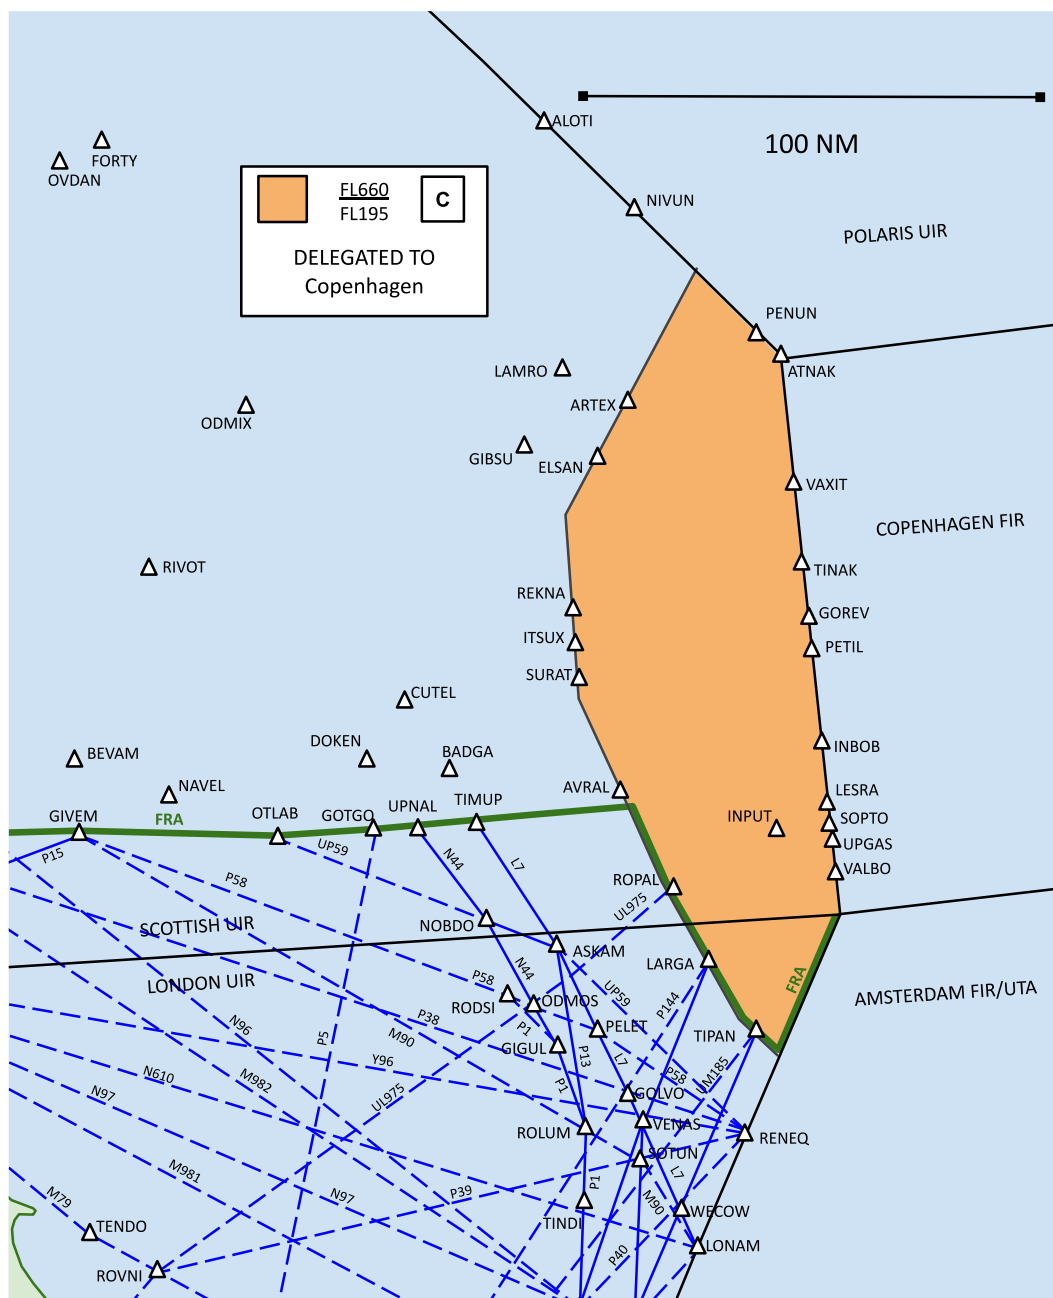 ALOTI
100 NM
FORTY
OVDAN
FL660
FL195
C
DELEGATED TO
Copenhagen
NIVUN
POLARIS UIR
PENUN
LAMRO
ATNAK
ARTEX
ODMIX
GIBSU
ELSAN
VAXIT
COPENHAGEN FIR
RIVOT
TINAK
REKNA
GOREV
ITSUX
PETIL
SURAT
CUTEL
DOKEN
BADGA
INBOB
BEVAM
NAVEL
AVRAL
LESRA
GIVEM
FRA
OTLAB
GOTGO
UPNAL
TIMUP
INPUT
SOPTO
UPGAS
P15
UP59
N44
L7
VALBO
P58
ROPAL
UL975
SCOTTISH UIR
NOBDO
ASKAM
LARGA
LONDON UIR
N44
P58
UP59
P144
FRA
AMSTERDAM FIR/UTA
RODSI
ODMOS
P38
N96
P5
M90
P1
PELET
TIPAN
GIGUL
P13
L7
Y96
N610
M982
P1
P58
UM185
N97
UL975
GOLVO
ROLUM
VENAS
RENEQ
SOTUN
M981
N97
P39
P1
L7
M79
M90
TENDO
TINDI
WECOW
P40
LONAM
ROVNI